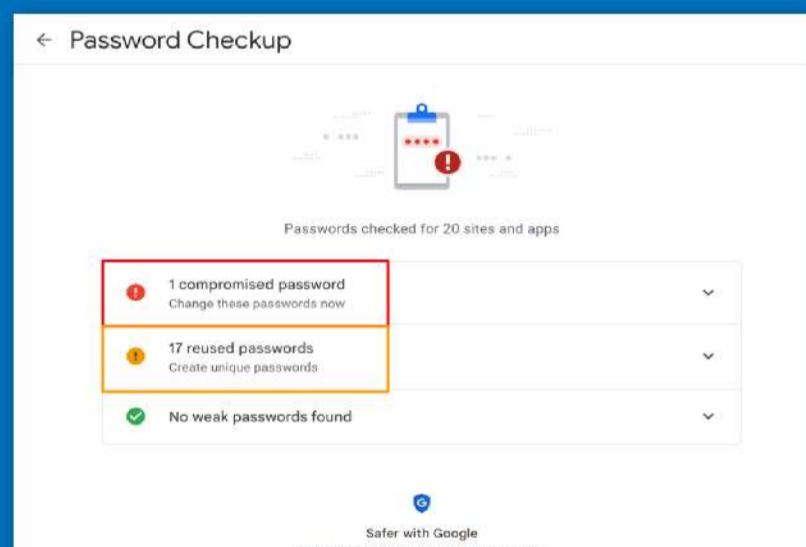 Password Checkup
Passwords checked for 20 sites and apps
1 compromised password
Change these passwords now
17 reused passwords
Create unique passwords
No weak passwords found
Safer with Google